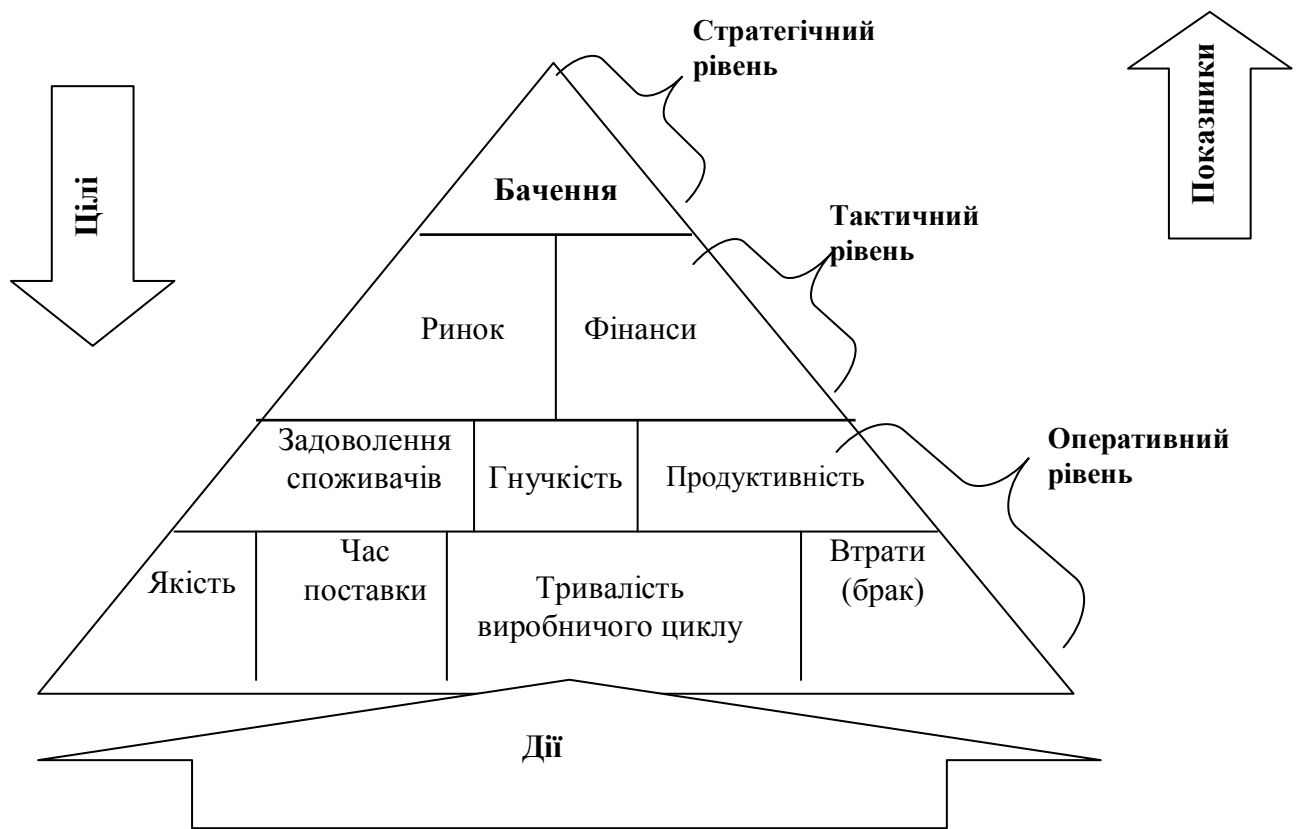 Стратегічний
рівень
Показники
Цілі
Бачення
Тактичний
рівень
Ринок
Фінанси
Задоволення
споживачів
Гнучкість
Продуктивність
Оперативний
рівень
Якість
Час
поставки
Тривалість
виробничого циклу
Втрати
(брак)
Дії